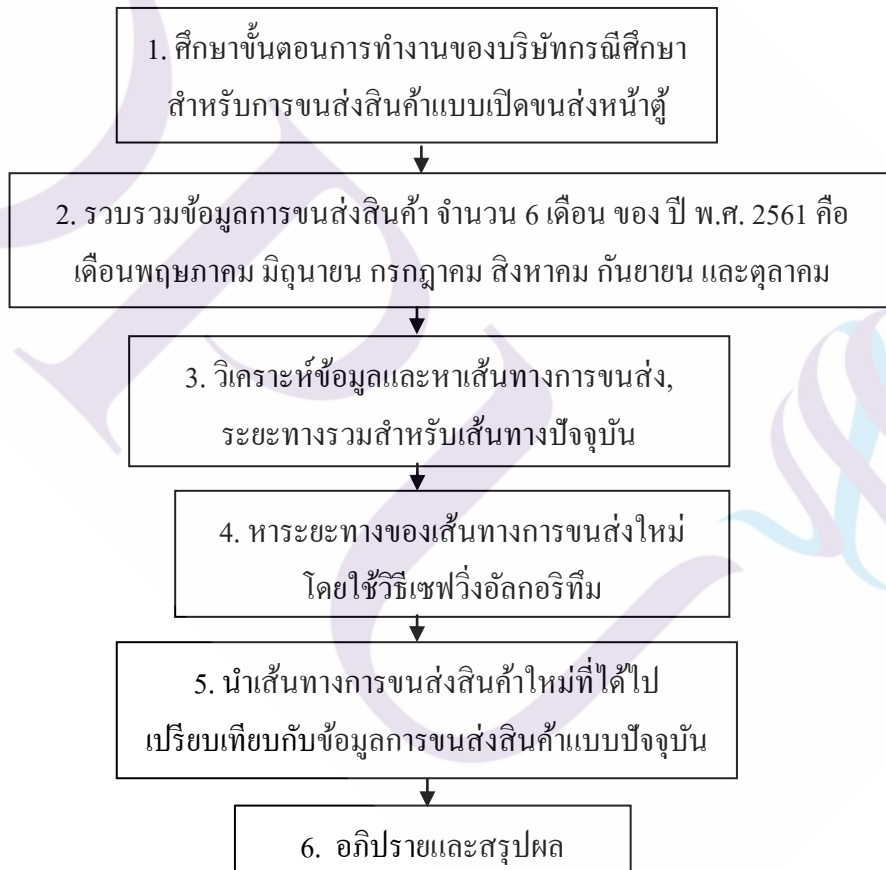 1. ศึกษาขั้นตอนการทำงานของบริษัทกรณีศึกษา
สำหรับการขนส่งสินค้าแบบเปิดขนส่งหน้าตู้
2. รวบรวมข้อมูลการขนส่งสินค้า จำนวน 6 เดือน ของ ปี พ.ศ. 2561 คือ
เดือนพฤษภาคม มิถุนายน กรกฎาคม สิงหาคม กันยายน และตุลาคม
3. วิเคราะห์ข้อมูลและหาเส้นทางการขนส่ง,
ระยะทางรวมสำหรับเส้นทางปัจจุบัน
4. หาระยะทางของเส้นทางการขนส่งใหม่
โดยใช้วิธีเซฟวิ่งอัลกอริทึม
5. นำเส้นทางการขนส่งสินค้าใหม่ที่ได้ไป
เปรียบเทียบกับข้อมูลการขนส่งสินค้าแบบปัจจุบัน
6. อภิปรายและสรุปผล